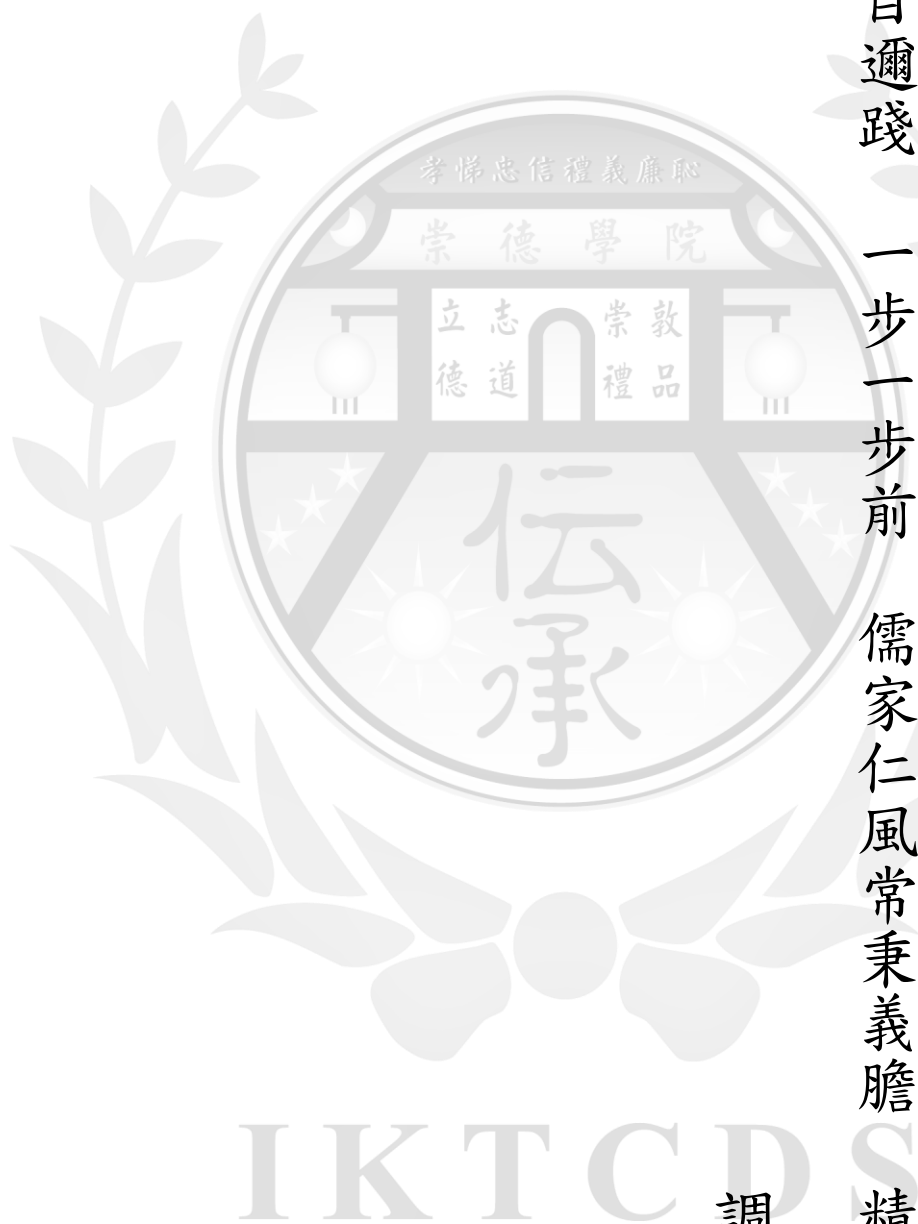 邇踐 一步一步前 儒家仁風常秉義膽 精
調
孝悌忠信禮義廉恥
崇德學院
敦品崇禮
志道立德
伝承
IKTCDS